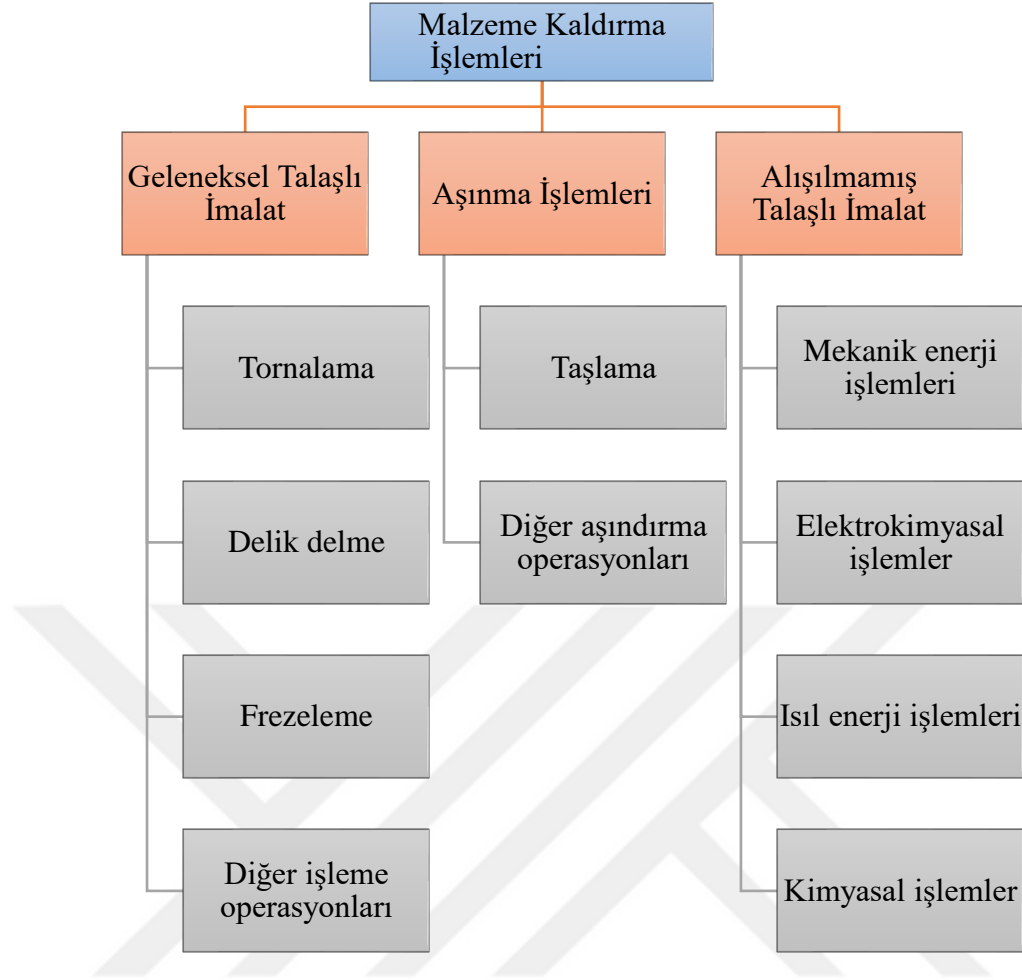 Malzeme Kaldırma
İşlemleri
Geleneksel Talaşlı
İmalat
Tornalama
Delik delme
Frezeleme
Diğer işleme
operasyonları
Aşınma İşlemleri
Taşlama
Diğer aşındırma
operasyonları
Alışılmamış
Talaşlı İmalat
Mekanik enerji
işlemleri
Elektrokimyasal
işlemler
Isıl enerji işlemleri
Kimyasal işlemler